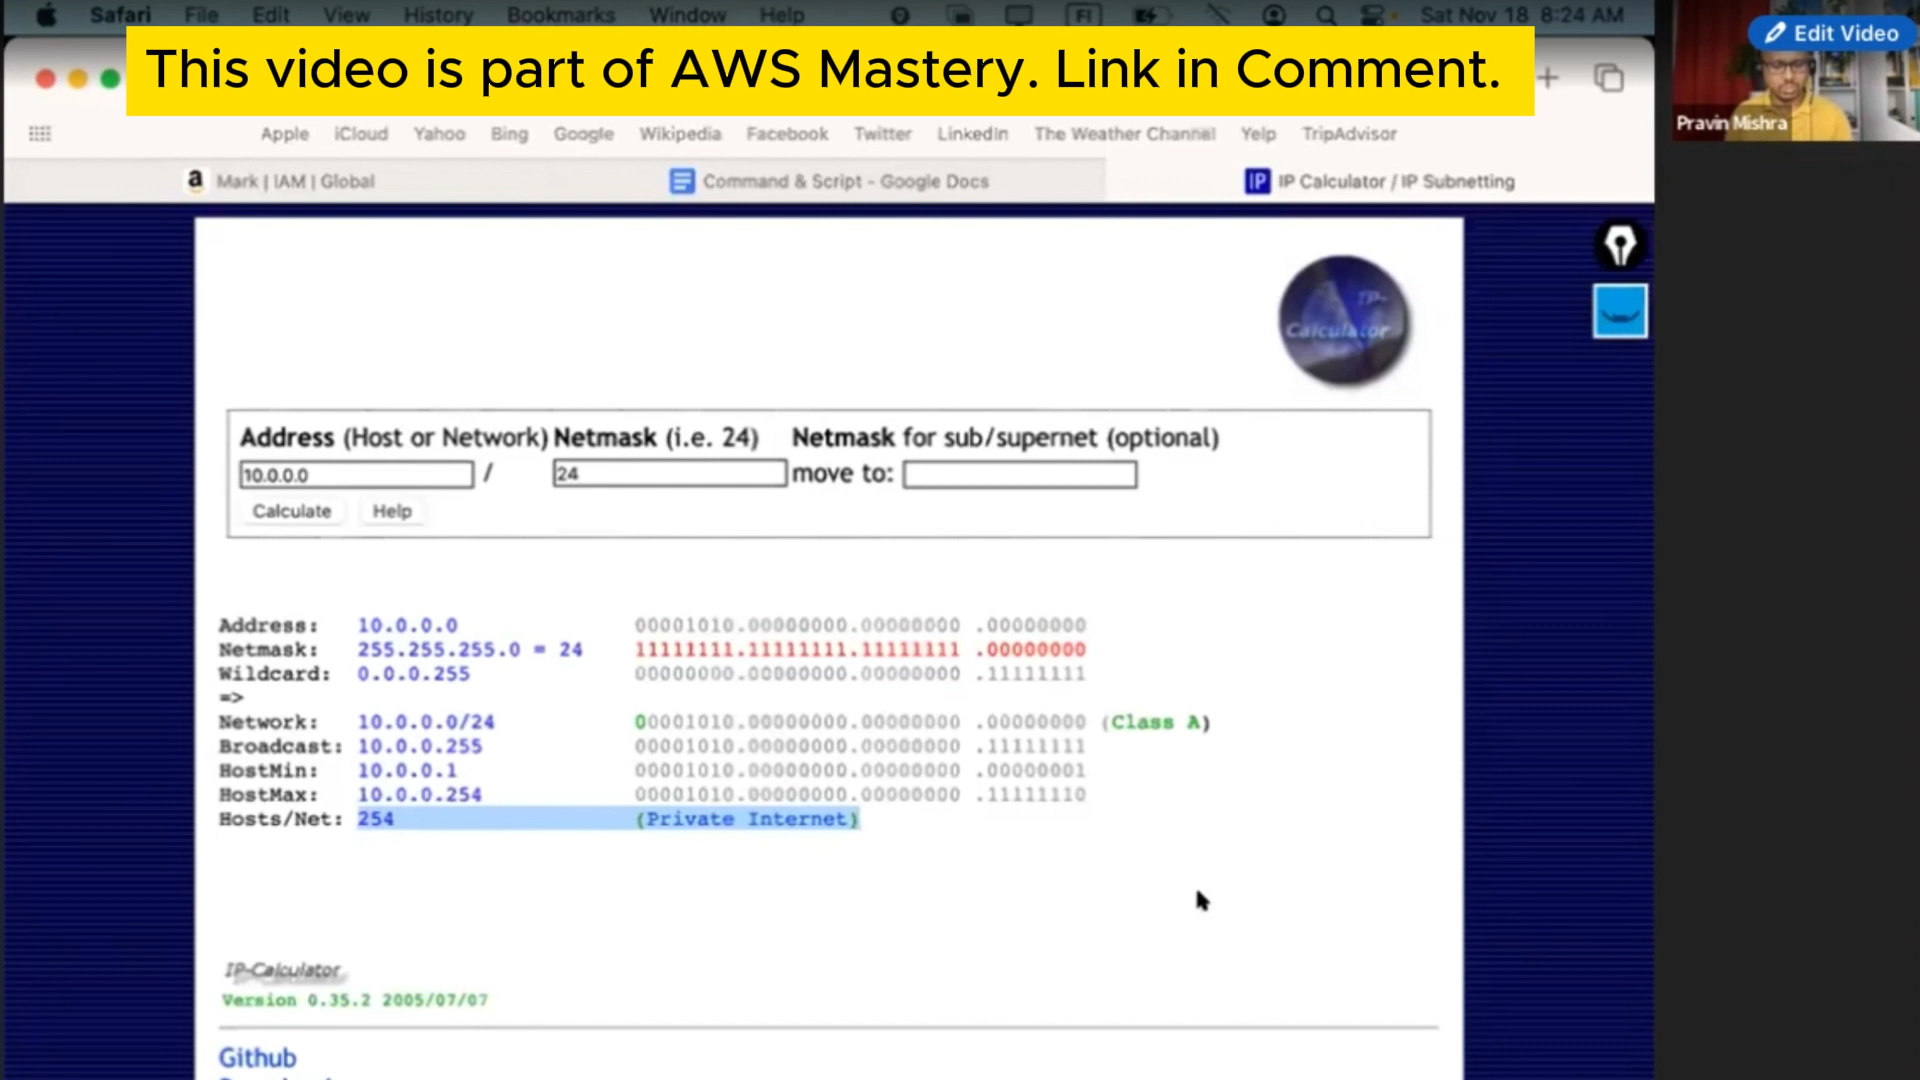 Safari File Edit View History Bookmarks Window Help Sat Nov 18 8:24 AM
Edit Video
This video is part of AWS Mastery. Link in Comment.
Pravin Mishra
Apple iCloud Yahoo Bing Google Wikipedia Facebook Twitter LinkedIn The Weather Channel Yelp TripAdvisor
a Mark | IAM | Global Command & Script - Google Docs IP IP Calculator / IP Subnetting
IP-
Calculator
Address (Host or Network) Netmask (i.e. 24) Netmask for sub/supernet (optional)
10.0.0.0 / 24 move to:
Calculate Help
Address: 10.0.0.0 00001010.00000000.00000000 .00000000
Netmask: 255.255.255.0 = 24 11111111.11111111.11111111 .00000000
Wildcard: 0.0.0.255 00000000.00000000.00000000 .11111111
=>
Network: 10.0.0.0/24 00001010.00000000.00000000 .00000000 (Class A)
Broadcast: 10.0.0.255 00001010.00000000.00000000 .11111111
HostMin: 10.0.0.1 00001010.00000000.00000000 .00000001
HostMax: 10.0.0.254 00001010.00000000.00000000 .11111110
Hosts/Net: 254 (Private Internet)
IP-Calculator
Version 0.35.2 2005/07/07
Github